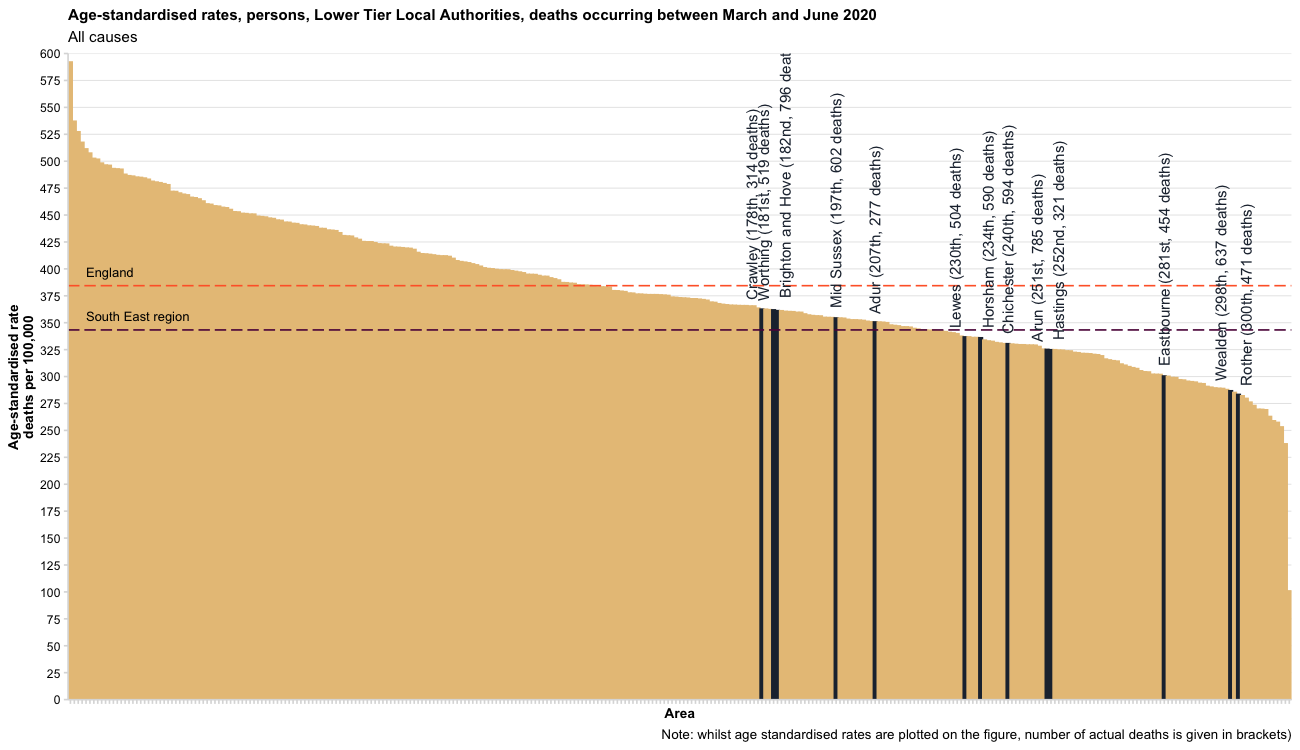 Age-standardised rates, persons, Lower Tier Local Authorities, deaths occurring between March and June 2020
All causes
600
575
550
525
500
475
450
425
400
375
350
325
300
275
250
225
200
175
150
125
100
75
50
25
0
Age-standardised rate
deaths per 100,000
England
South East region
Crawley (178th, 314 deaths)
Worthing (181st, 519 deaths)
Brighton and Hove (182nd, 796 deat
Mid Sussex (197th, 602 deaths)
Adur (207th, 277 deaths)
Lewes (230th, 504 deaths)
Horsham (234th, 590 deaths)
Chichester (240th, 594 deaths)
Arun (251st, 785 deaths)
Hastings (252nd, 321 deaths)
Eastbourne (281st, 454 deaths)
Wealden (298th, 637 deaths)
Rother (300th, 471 deaths)
Area
Note: whilst age standardised rates are plotted on the figure, number of actual deaths is given in brackets)